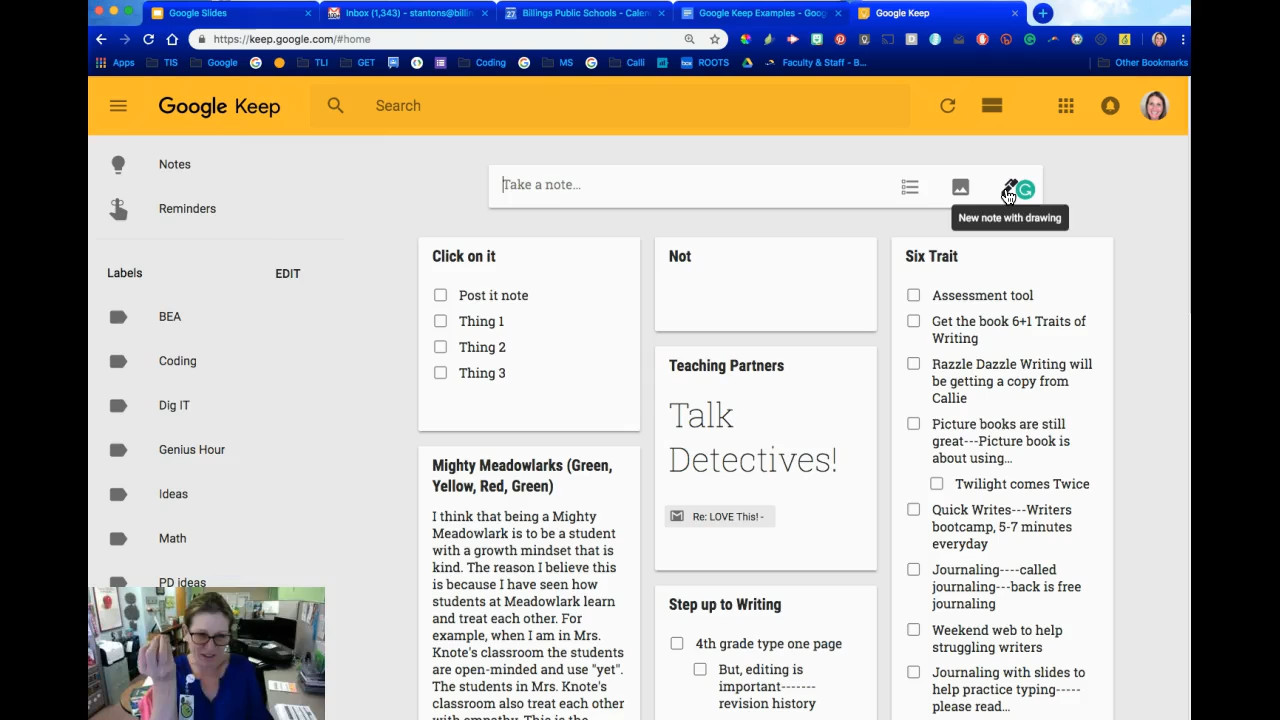 Google Slides
Inbox (1,343) - stantons@billin
Billings Public Schools - Calen
Google Keep Examples - Goog
Google Keep
https://keep.google.com/#home
Apps
TIS
Google
TLI
GET
Coding
MS
Calli
ROOTS
Faculty & Staff - B...
Other Bookmarks
Google Keep
Search
Notes
Reminders
Labels
EDIT
BEA
Coding
Dig IT
Genius Hour
Ideas
Math
PD ideas
Take a note...
New note with drawing
Click on it
Post it note
Thing 1
Thing 2
Thing 3
Mighty Meadowlarks (Green,
Yellow, Red, Green)
I think that being a Mighty
Meadowlark is to be a student
with a growth mindset that is
kind. The reason I believe this
is because I have seen how
students at Meadowlark learn
and treat each other. For
example, when I am in Mrs.
Knote's classroom the students
are open-minded and use "yet".
The students in Mrs. Knote's
classroom also treat each other
with empathy. This is the
Not
Teaching Partners
Talk
Detectives!
Re: LOVE This! -
Step up to Writing
4th grade type one page
But, editing is
important-------
revision history
Six Trait
Assessment tool
Get the book 6+1 Traits of
Writing
Razzle Dazzle Writing will
be getting a copy from
Callie
Picture books are still
great---Picture book is
about using...
Twilight comes Twice
Quick Writes---Writers
bootcamp, 5-7 minutes
everyday
Journaling----called
journaling---back is free
journaling
Weekend web to help
struggling writers
Journaling with slides to
help practice typing-----
please read...